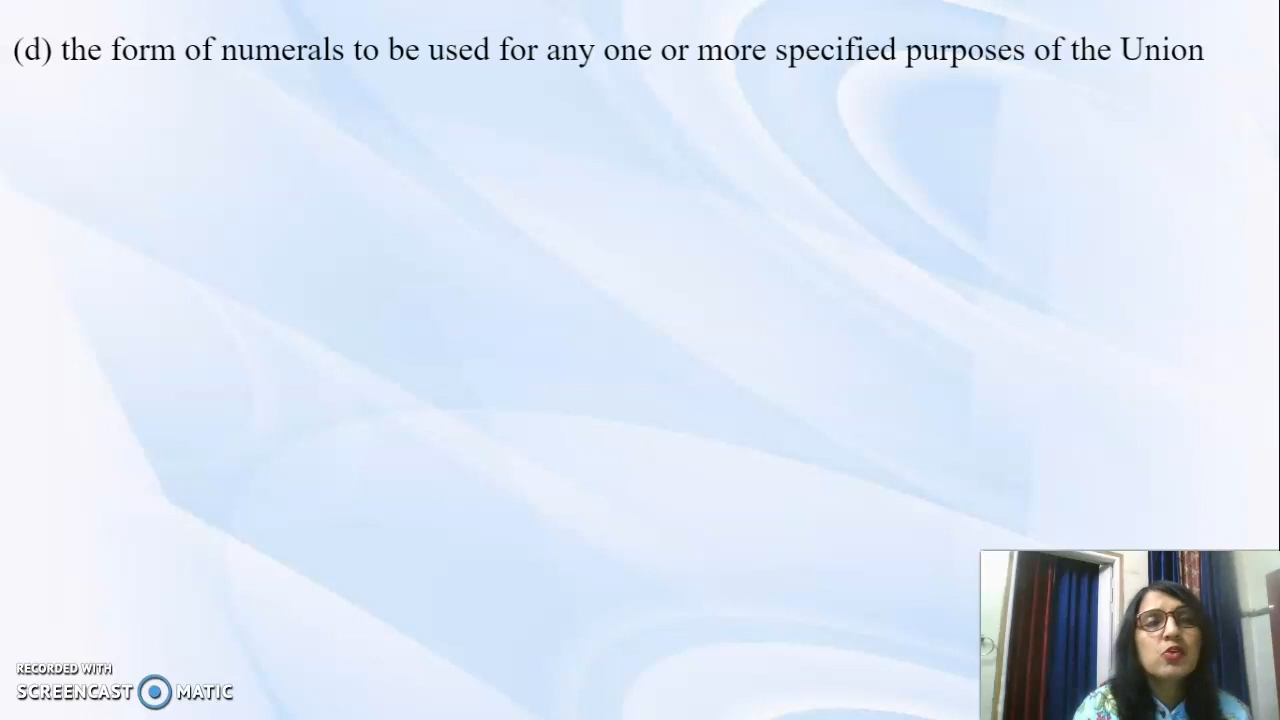 (d) the form of numerals to be used for any one or more specified purposes of the Union
RECORDED WITH
SCREENCAST MATIC